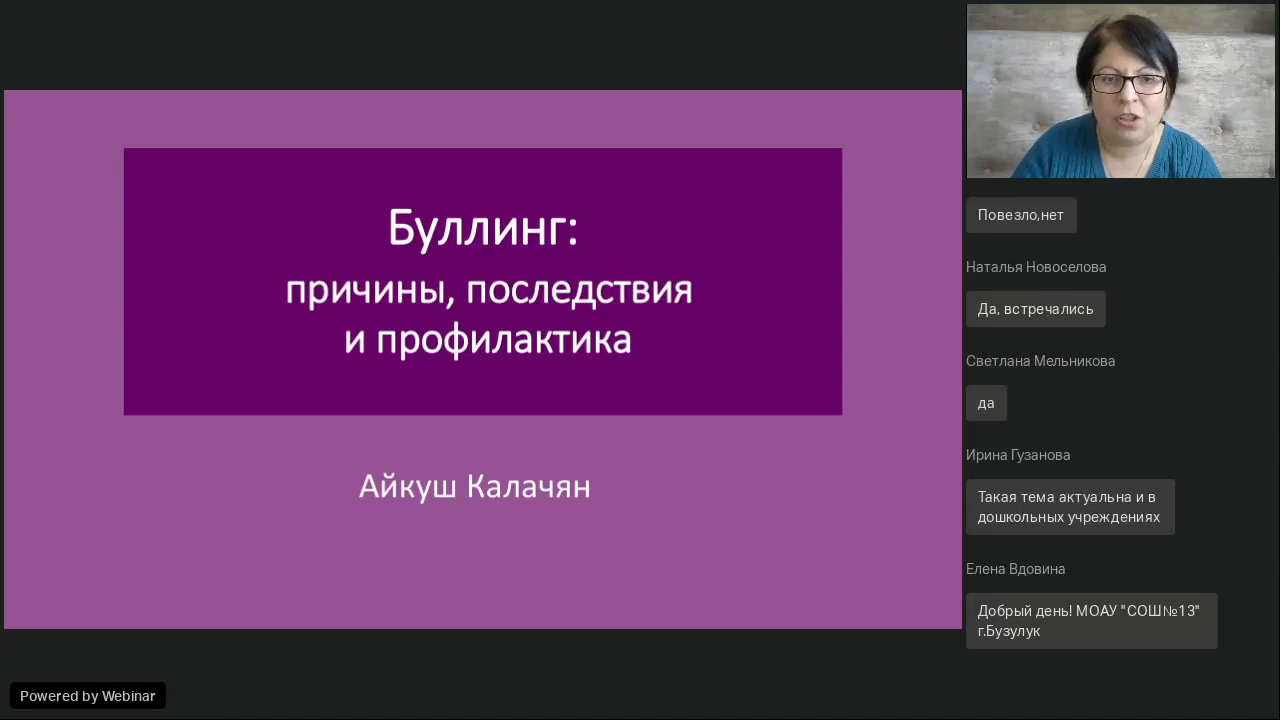 Буллинг:
причины, последствия
и профилактика
Айкуш Калачян
Повезло,нет
Наталья Новоселова
Да, встречались
Светлана Мельникова
да
Ирина Гузанова
Такая тема актуальна и в
дошкольных учреждениях
Елена Вдовина
Добрый день! МОАУ "СОШ№13"
г.Бузулук
Powered by Webinar